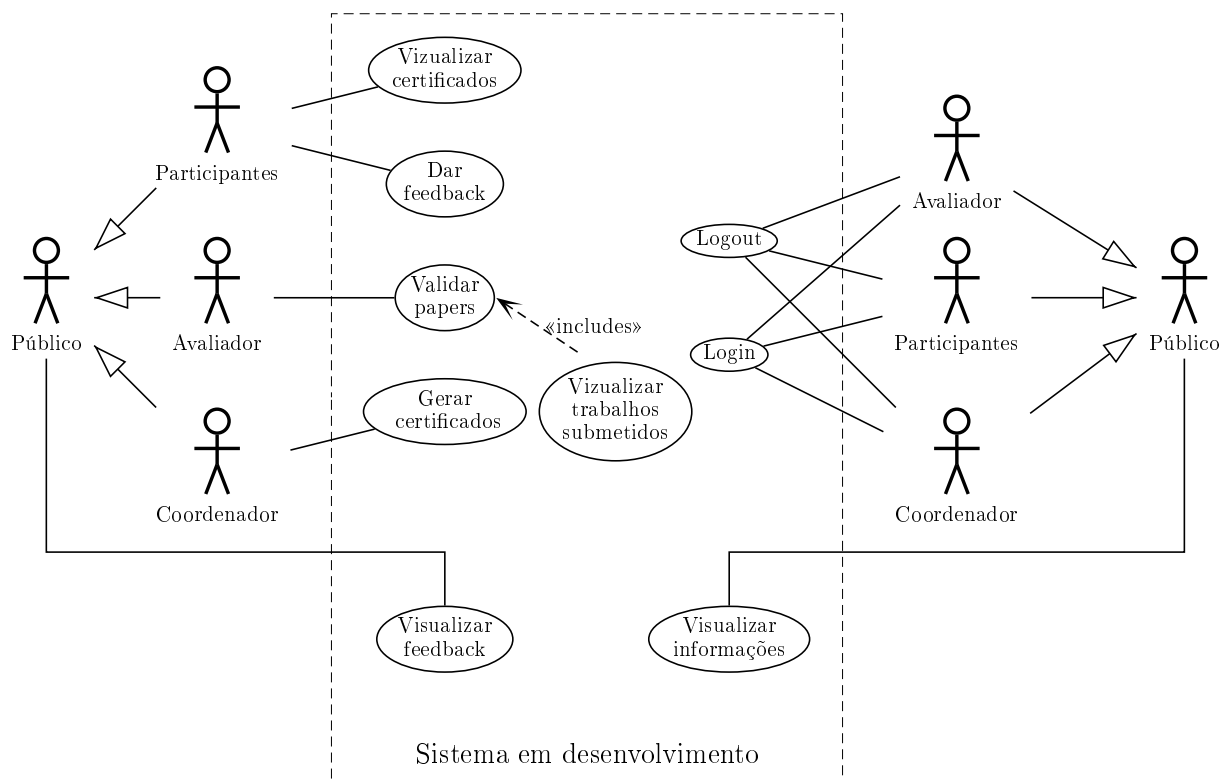 Vizualizar
certificados
Participantes
Dar
feedback
Avaliador
Logout
Público
Avaliador
Validar
papers
«includes»
Participantes
Público
Login
Vizualizar
trabalhos
submetidos
Gerar
certificados
Coordenador
Coordenador
Visualizar
feedback
Visualizar
informações
Sistema em desenvolvimento